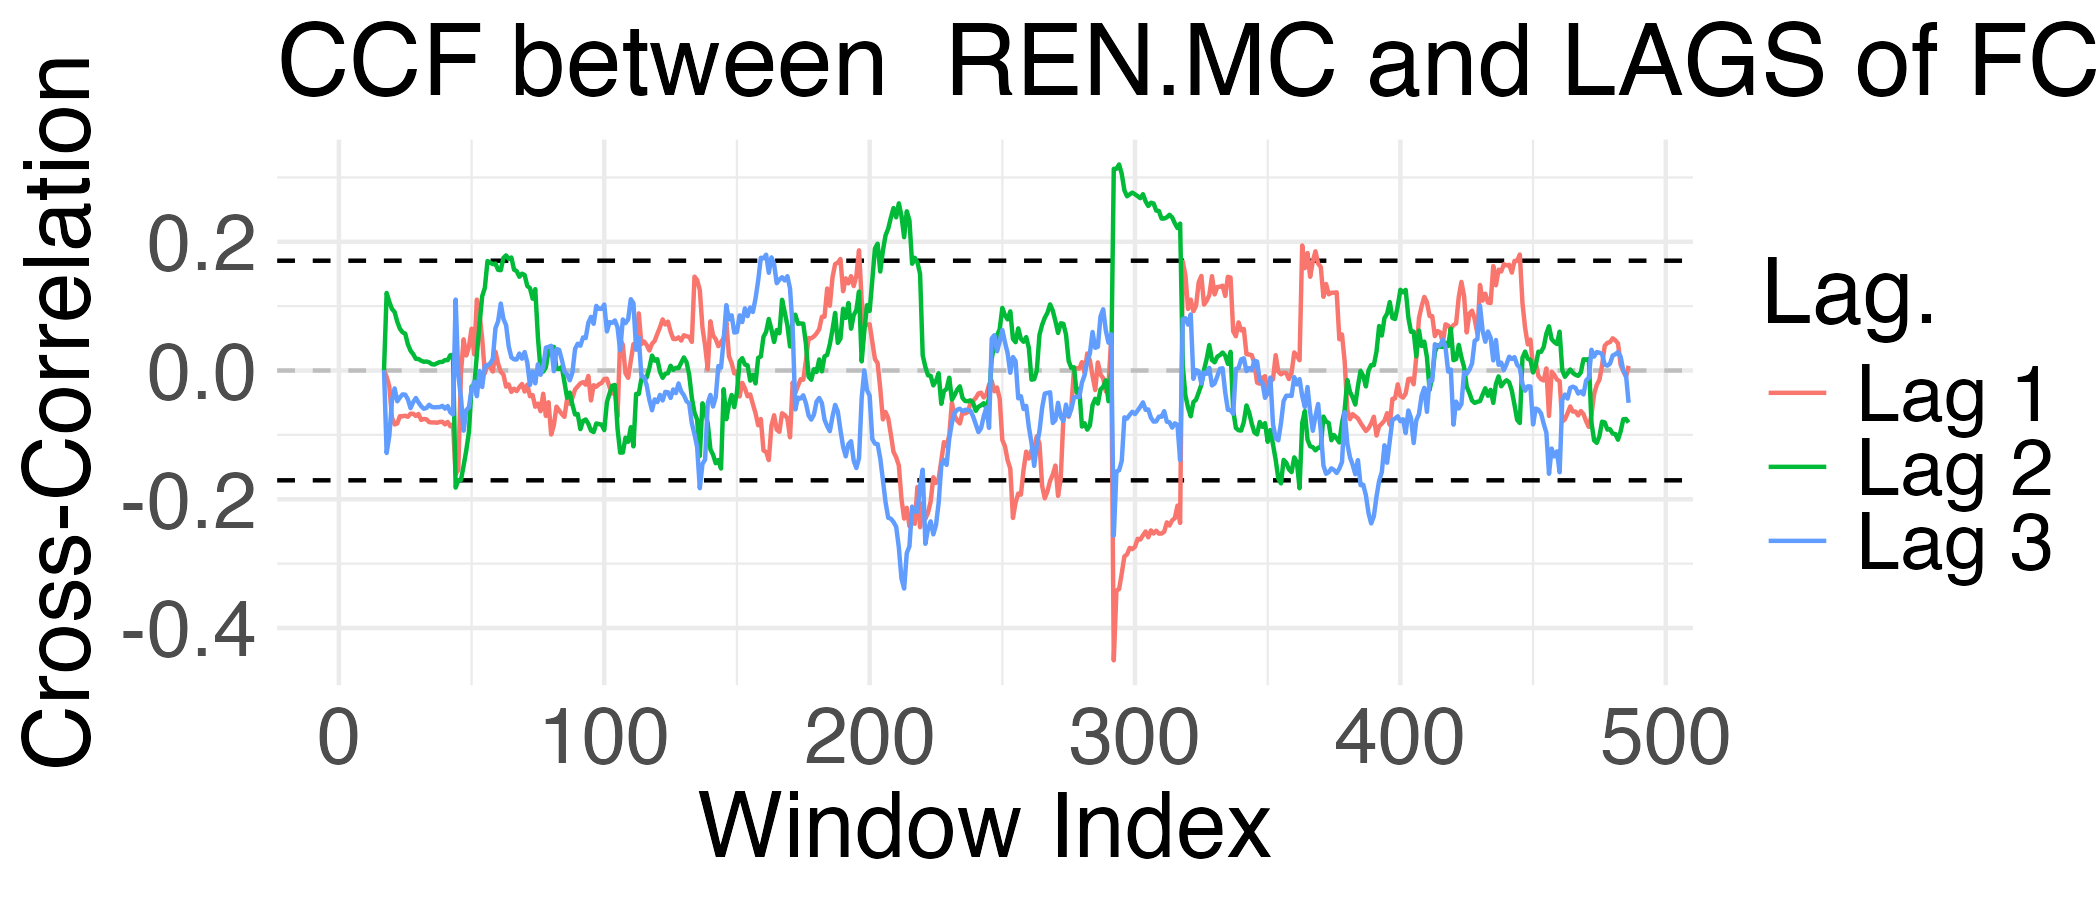 CCF between  REN.MC and LAGS of FC
Cross-Correlation
0.2
0.0
-0.2
-0.4
0 100 200 300 400 500
Window Index
Lag.
Lag 1
Lag 2
Lag 3